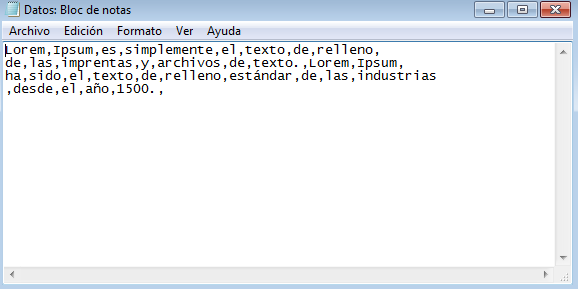 Datos: Bloc de notas
Archivo Edición Formato Ver Ayuda
Lorem,Ipsum,es,simplemente,el,texto,de,relleno,
de,las,imprentas,y,archivos,de,texto.,Lorem,Ipsum,
ha,sido,el,texto,de,relleno,estándar,de,las,industrias
,desde,el,año,1500.,